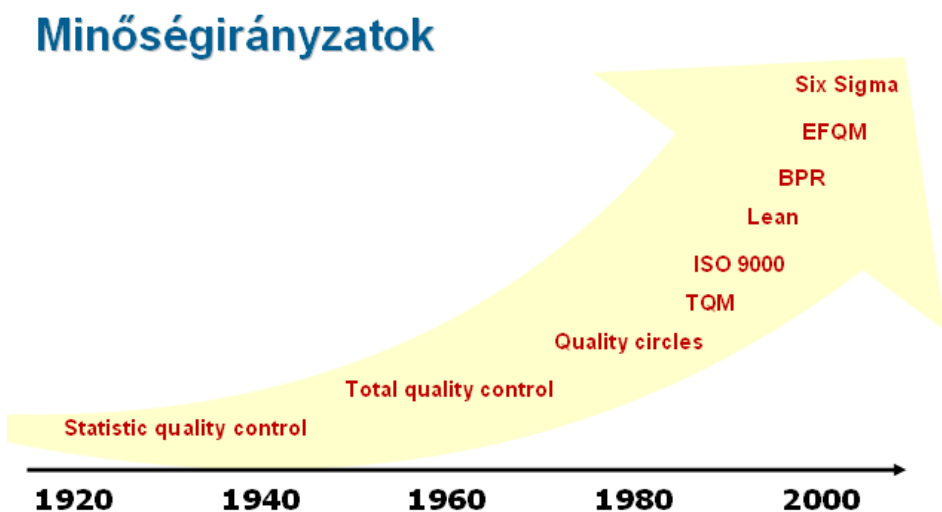 Minőségirányzatok
Six Sigma
EFQM
BPR
Lean
ISO 9000
TQM
Quality circles
Total quality control
Statistic quality control
1920 1940 1960 1980 2000